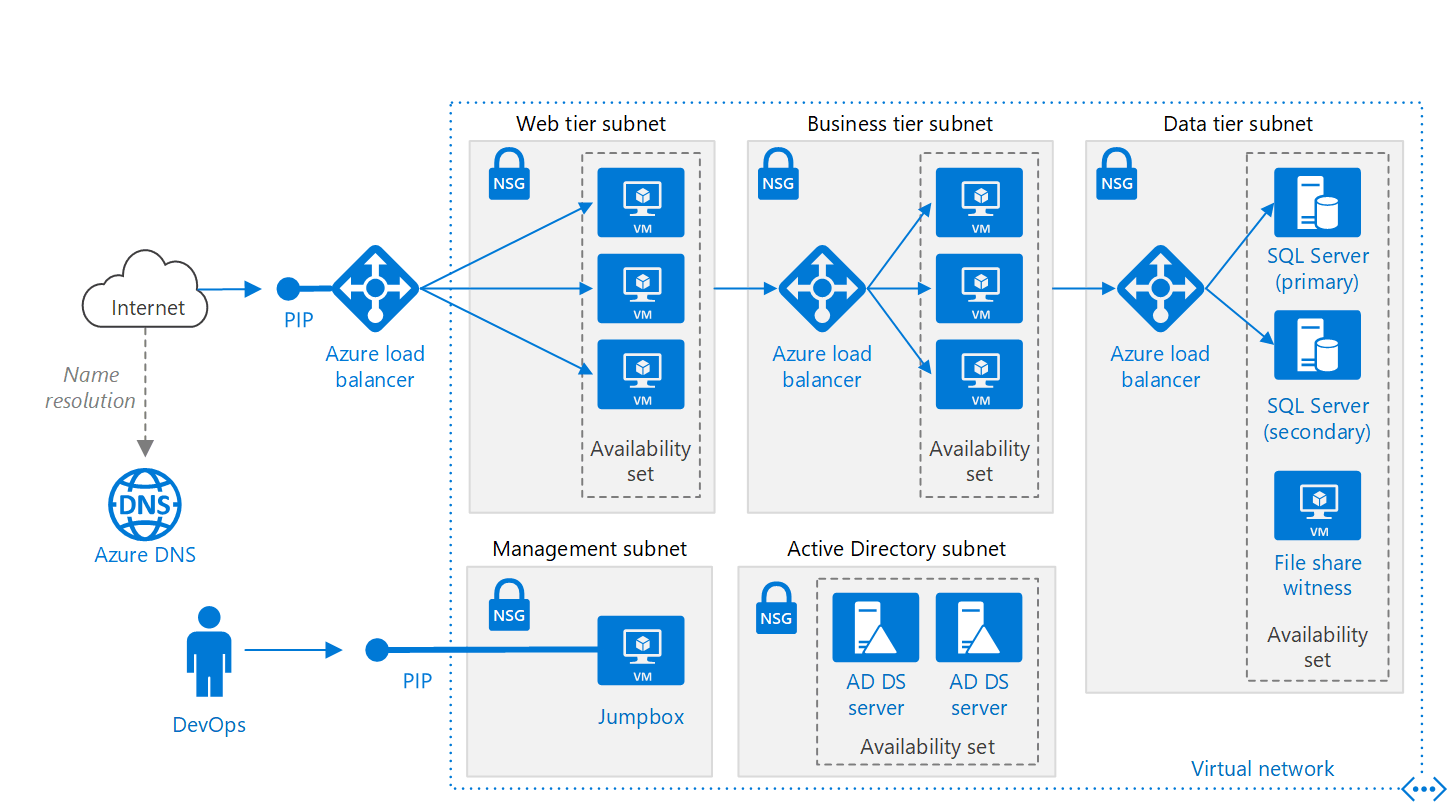 Web tier subnet
Business tier subnet
Data tier subnet
NSG
VM
VM
VM
Availability
set
NSG
VM
VM
VM
Availability
set
NSG
SQL Server
(primary)
SQL Server
(secondary)
VM
File share
witness
Availability
set
Internet
PIP
Azure load
balancer
Azure load
balancer
Azure load
balancer
Name
resolution
DNS
Azure DNS
Management subnet
NSG
VM
Jumpbox
PIP
DevOps
Active Directory subnet
NSG
AD DS
server
AD DS
server
Availability set
Virtual network